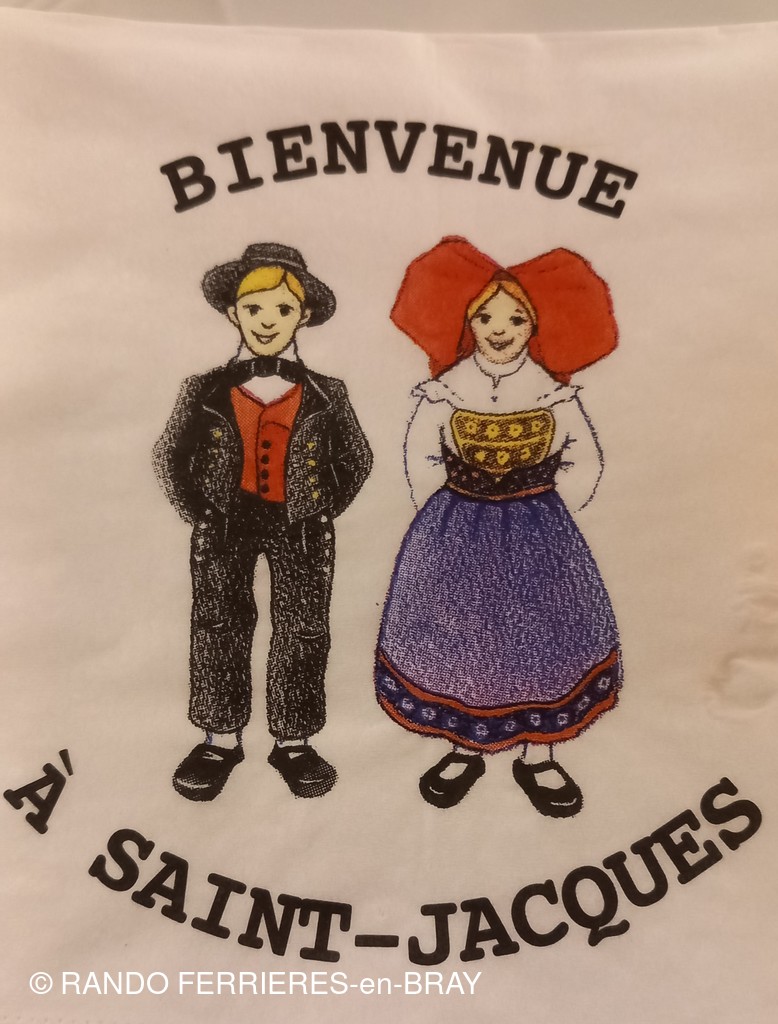 BIENVENUE
À SAINT-JACQUES
© RANDO FERRIERES-en-BRAY